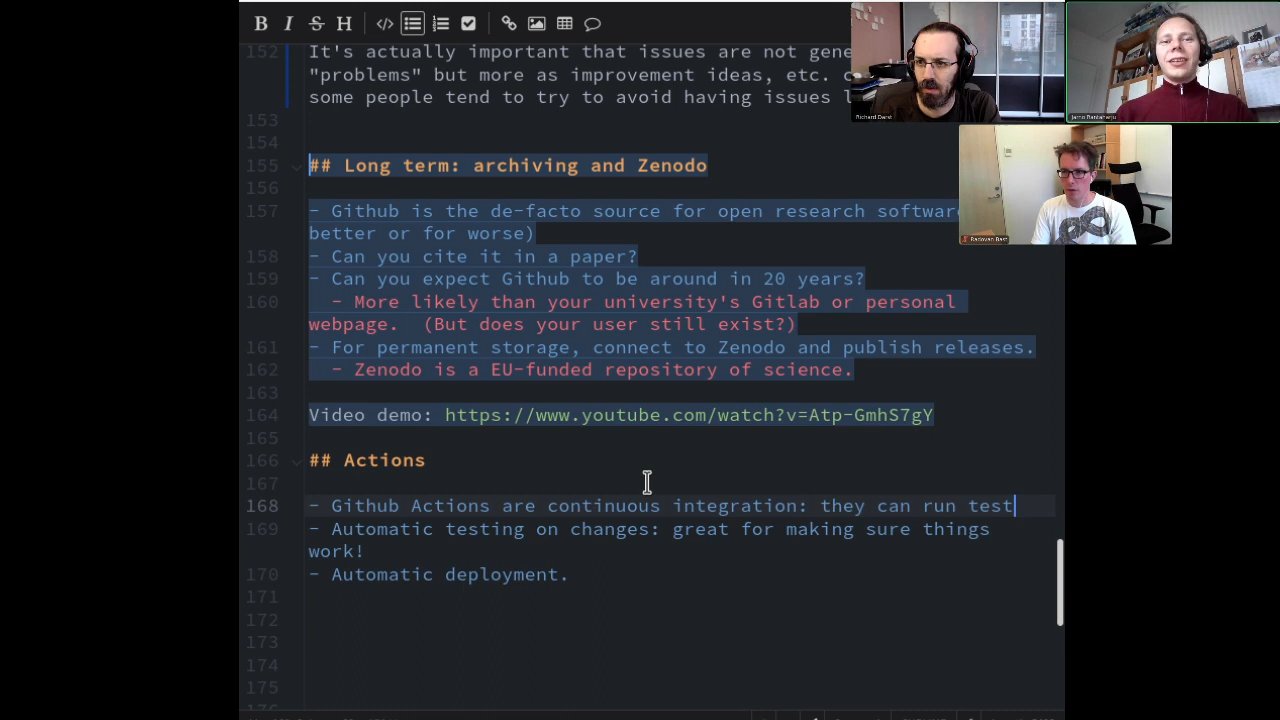 B I S H
152 It's actually important that issues are not gene
"problems" but more as improvement ideas, etc.
some people tend to try to avoid having issues
153
154
155 ## Long term: archiving and Zenodo
156
157 - Github is the de-facto source for open research software
better or for worse)
158 - Can you cite it in a paper?
159 - Can you expect Github to be around in 20 years?
160 - More likely than your university's Gitlab or personal
webpage. (But does your user still exist?)
161 - For permanent storage, connect to Zenodo and publish releases.
162 - Zenodo is a EU-funded repository of science.
163
164 Video demo: https://www.youtube.com/watch?v=Atp-GmhS7gY
165
166 ## Actions
167
168 - Github Actions are continuous integration: they can run test
169 - Automatic testing on changes: great for making sure things
work!
170 - Automatic deployment.
171
172
173
174
175
Richard Darst
Jarno Rantaharju
Radovan Bast